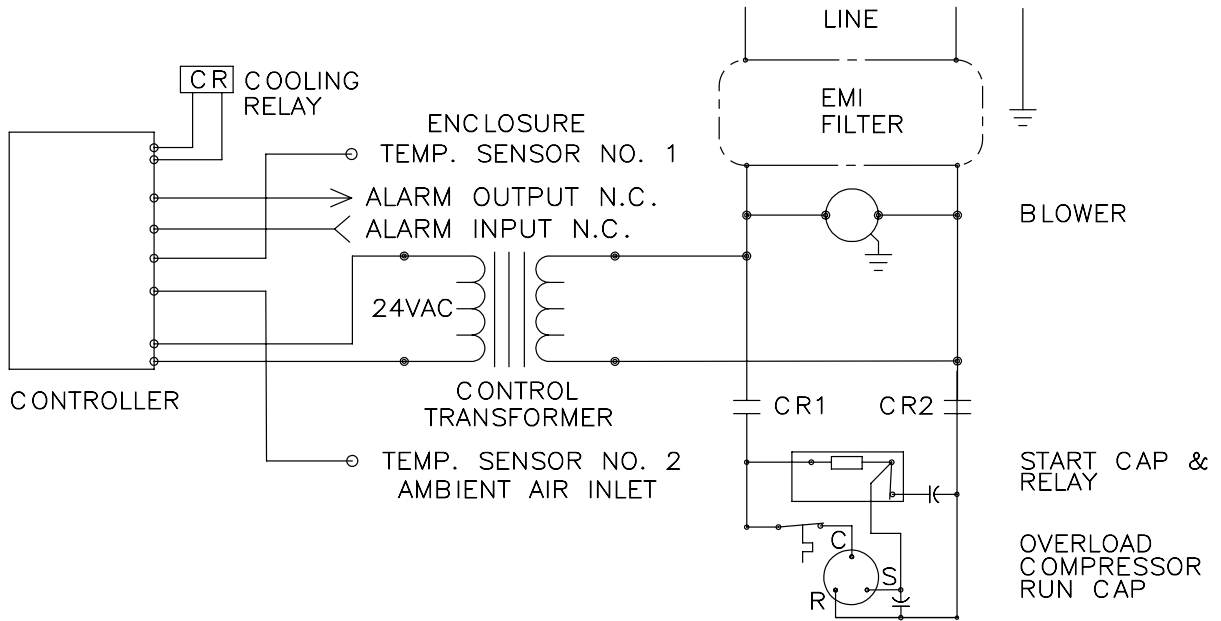 LINE
CR
COOLING
RELAY
EMI
FILTER
ENCLOSURE
TEMP. SENSOR NO. 1
ALARM OUTPUT N.C.
ALARM INPUT N.C.
BLOWER
24VAC
CONTROLLER
CONTROL
TRANSFORMER
CR1
CR2
TEMP. SENSOR NO. 2
AMBIENT AIR INLET
START CAP &
RELAY
C
S
R
OVERLOAD
COMPRESSOR
RUN CAP